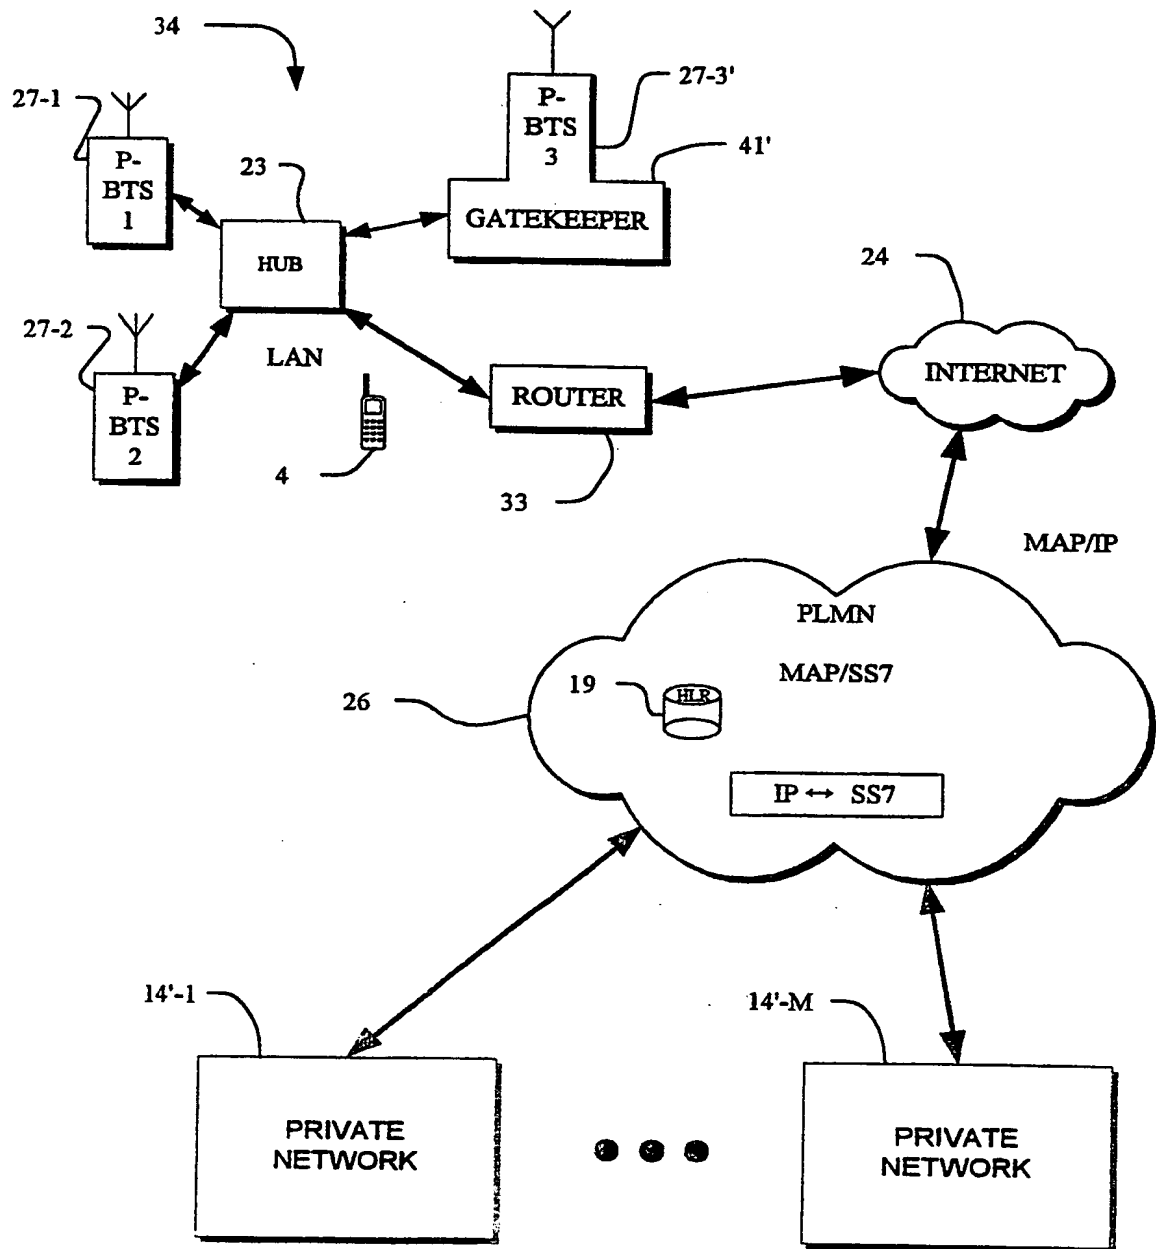 34
27-1
P-
BTS
1
23
HUB
P-
BTS
3
27-3'
41'
GATEKEEPER
24
INTERNET
27-2
P-
BTS
2
LAN
4
ROUTER
33
MAP/IP
PLMN
MAP/SS7
19
HLR
26
IP ↔ SS7
14'-1
14'-M
PRIVATE
NETWORK
PRIVATE
NETWORK